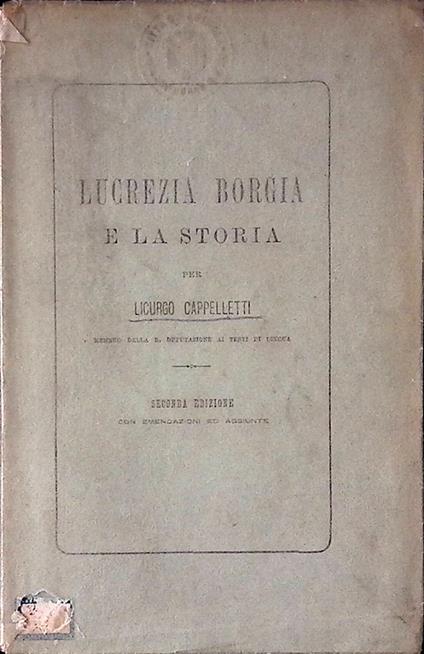 LUCREZIA BORGIA
E LA STORIA
PER
LICURGO CAPPELLETTI
MEMBRO DELLA R. DEPUTAZIONE AI TESTI DI LINGUA
SECONDA EDIZIONE
CON EMENDAZIONI ED AGGIUNTE